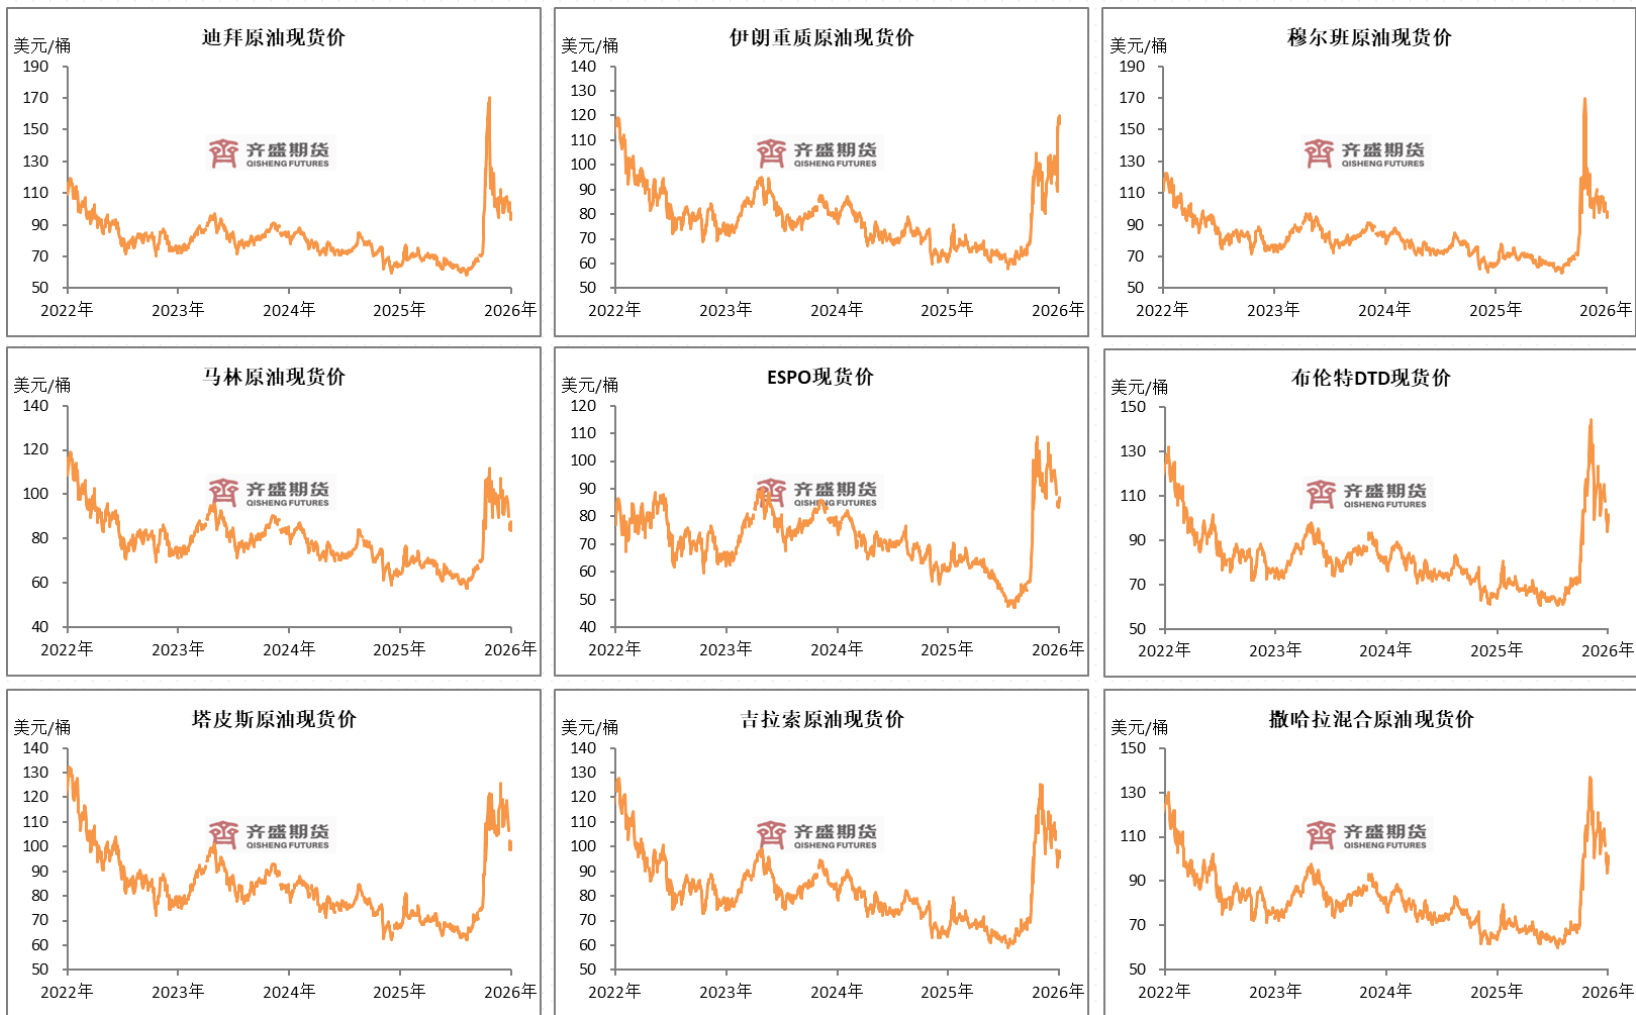 迪拜原油现货价
美元/桶
190
170
150
130
110
90
70
50
2022年 2023年 2024年 2025年 2026年
齐盛期货
QISHENG FUTURES
伊朗重质原油现货价
美元/桶
140
130
120
110
100
90
80
70
60
50
2022年 2023年 2024年 2025年 2026年
齐盛期货
QISHENG FUTURES
穆尔班原油现货价
美元/桶
190
170
150
130
110
90
70
50
2022年 2023年 2024年 2025年 2026年
齐盛期货
QISHENG FUTURES
马林原油现货价
美元/桶
140
120
100
80
60
40
2022年 2023年 2024年 2025年 2026年
齐盛期货
QISHENG FUTURES
ESPO现货价
美元/桶
120
110
100
90
80
70
60
50
40
2022年 2023年 2024年 2025年 2026年
齐盛期货
QISHENG FUTURES
布伦特DTD现货价
美元/桶
150
130
110
90
70
50
2022年 2023年 2024年 2025年 2026年
齐盛期货
QISHENG FUTURES
塔皮斯原油现货价
美元/桶
140
130
120
110
100
90
80
70
60
50
2022年 2023年 2024年 2025年 2026年
齐盛期货
QISHENG FUTURES
吉拉索原油现货价
美元/桶
140
130
120
110
100
90
80
70
60
50
2022年 2023年 2024年 2025年 2026年
齐盛期货
QISHENG FUTURES
撒哈拉混合原油现货价
美元/桶
150
130
110
90
70
50
2022年 2023年 2024年 2025年 2026年
齐盛期货
QISHENG FUTURES